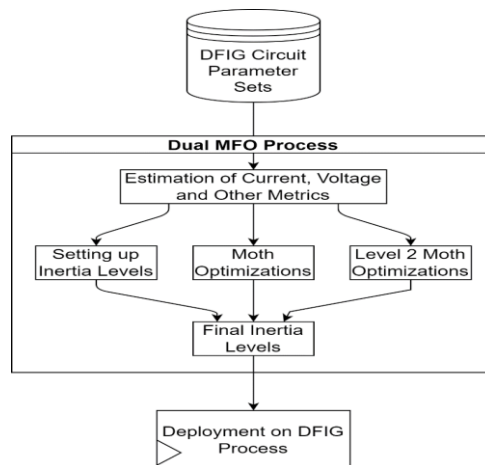 DFIG Circuit
Parameter
Sets
Dual MFO Process
Estimation of Current, Voltage
and Other Metrics
Setting up
Inertia Levels
Moth
Optimizations
Level 2 Moth
Optimizations
Final Inertia
Levels
Deployment on DFIG
Process